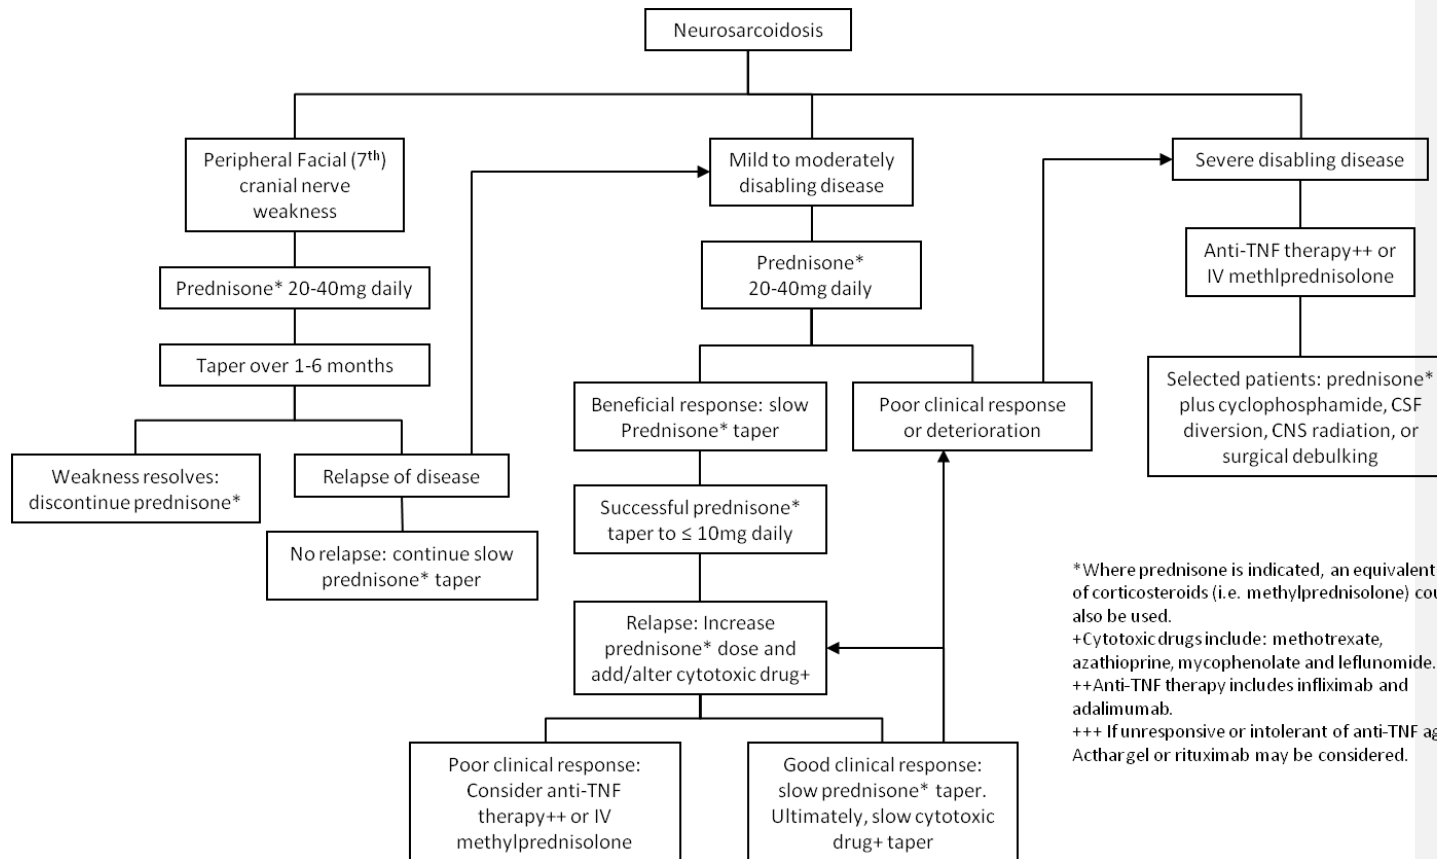 Neurosarcoidosis
Peripheral Facial (7th)
cranial nerve
weakness
Mild to moderately
disabling disease
Severe disabling disease
Prednisone* 20-40mg daily
Prednisone*
20-40mg daily
Anti-TNF therapy++ or
IV methlprednisolone
Taper over 1-6 months
Beneficial response: slow
Prednisone* taper
Poor clinical response
or deterioration
Selected patients: prednisone*
plus cyclophosphamide, CSF
diversion, CNS radiation, or
surgical debulking
Weakness resolves:
discontinue prednisone*
Relapse of disease
Successful prednisone*
taper to ≤ 10mg daily
No relapse: continue slow
prednisone* taper
Relapse: Increase
prednisone* dose and
add/alter cytotoxic drug+
Poor clinical response:
Consider anti-TNF
therapy++ or IV
methylprednisolone
Good clinical response:
slow prednisone* taper.
Ultimately, slow cytotoxic
drug+ taper
*Where prednisone is indicated, an equivalent
of corticosteroids (i.e. methylprednisolone)
also be used.
+Cytotoxic drugs include: methotrexate,
azathioprine, mycophenolate and leflunomide.
++Anti-TNF therapy includes infliximab and
adalimumab.
+++ If unresponsive or intolerant of anti-TNF
Acthargel or rituximab may be considered.